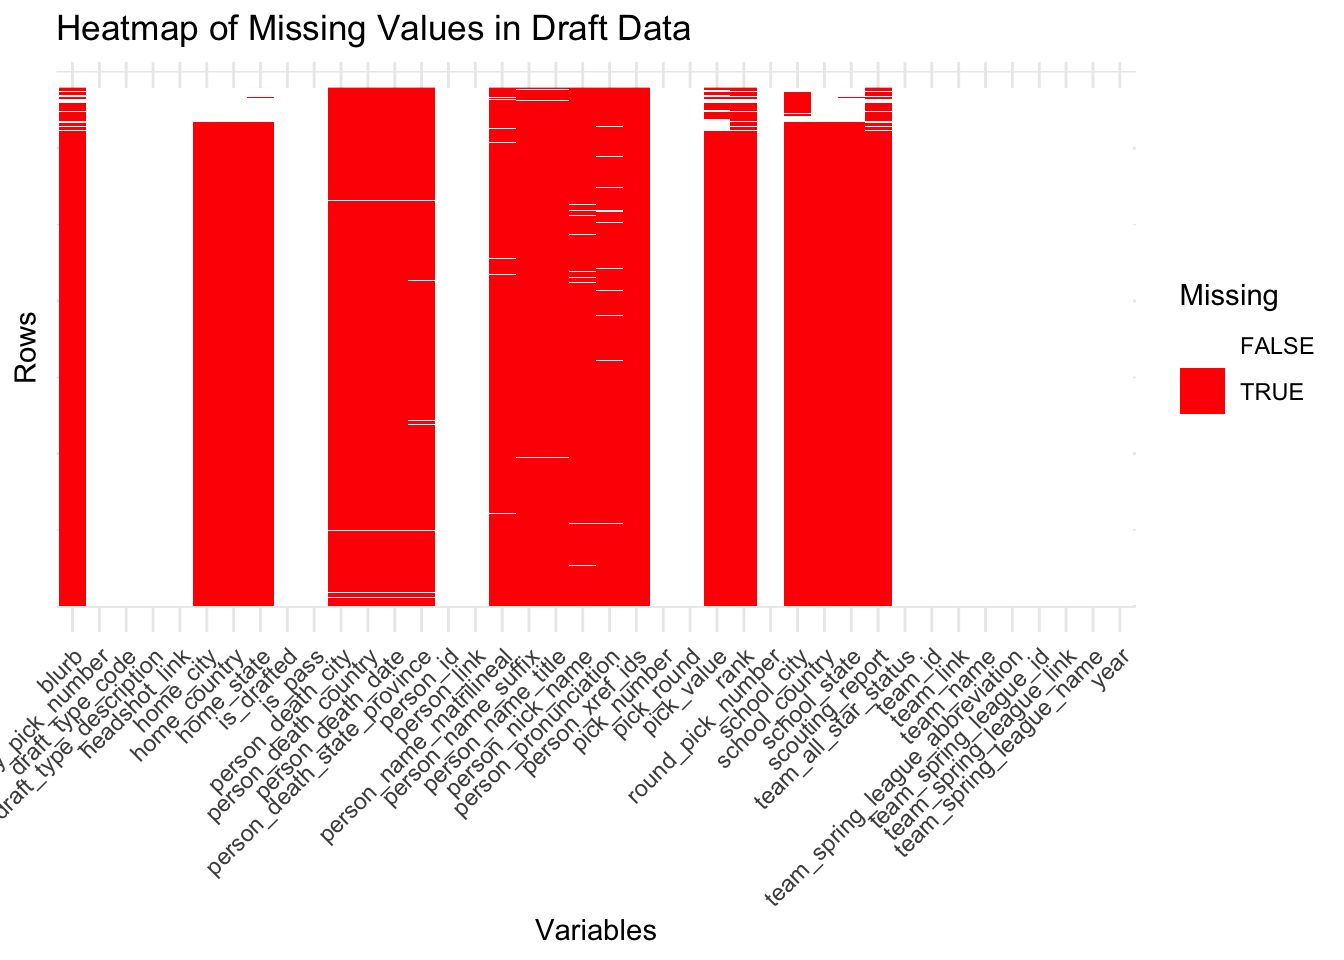 Heatmap of Missing Values in Draft Data
Rows
Missing
FALSE
TRUE
blurb
y_pick_number
draft_type_code
draft_type_description
headshot_link
home_city
home_country
home_state
is_drafted
is_pass
person_death_city
person_death_country
person_death_date
person_death_state_province
person_id
person_link
person_name_matrilineal
person_name_suffix
person_name_title
person_nick_name
person_pronunciation
person_xref_ids
pick_number
pick_round
pick_value
rank
round_pick_number
school_city
school_country
school_state
scouting_report
team_all_star_status
team_id
team_link
team_name
team_spring_league_abbreviation
team_spring_league_id
team_spring_league_link
team_spring_league_name
year
Variables